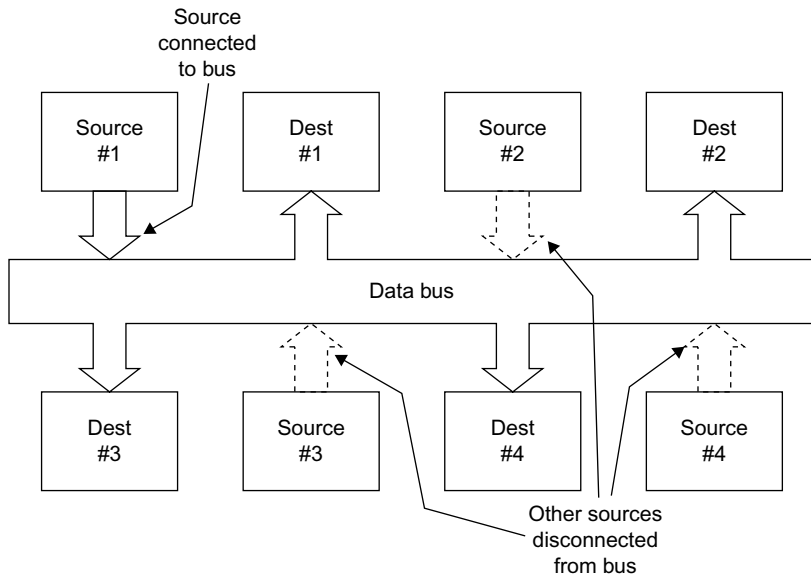 Source
connected
to bus
Source
#1
Dest
#1
Source
#2
Dest
#2
Data bus
Dest
#3
Source
#3
Dest
#4
Source
#4
Other sources
disconnected
from bus